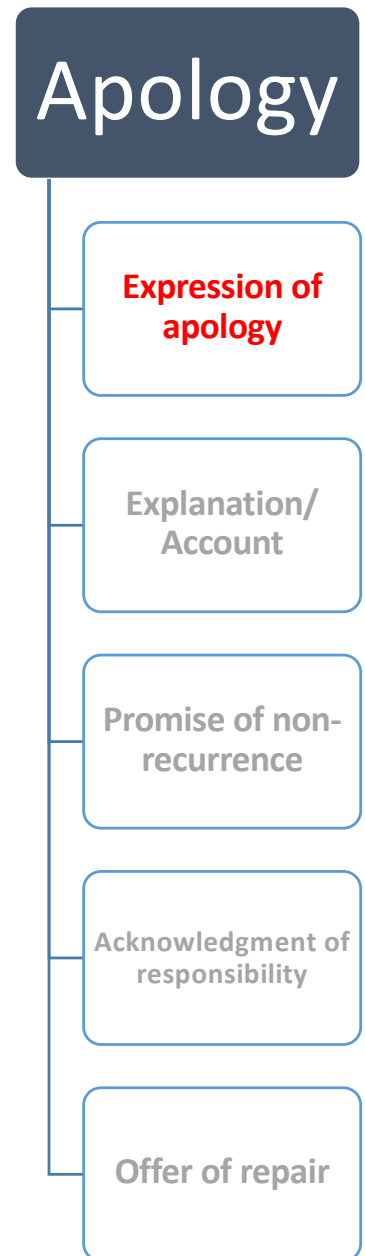 Apology
Expression of
apology
Explanation/
Account
Promise of non-
recurrence
Acknowledgment of
responsibility
Offer of repair